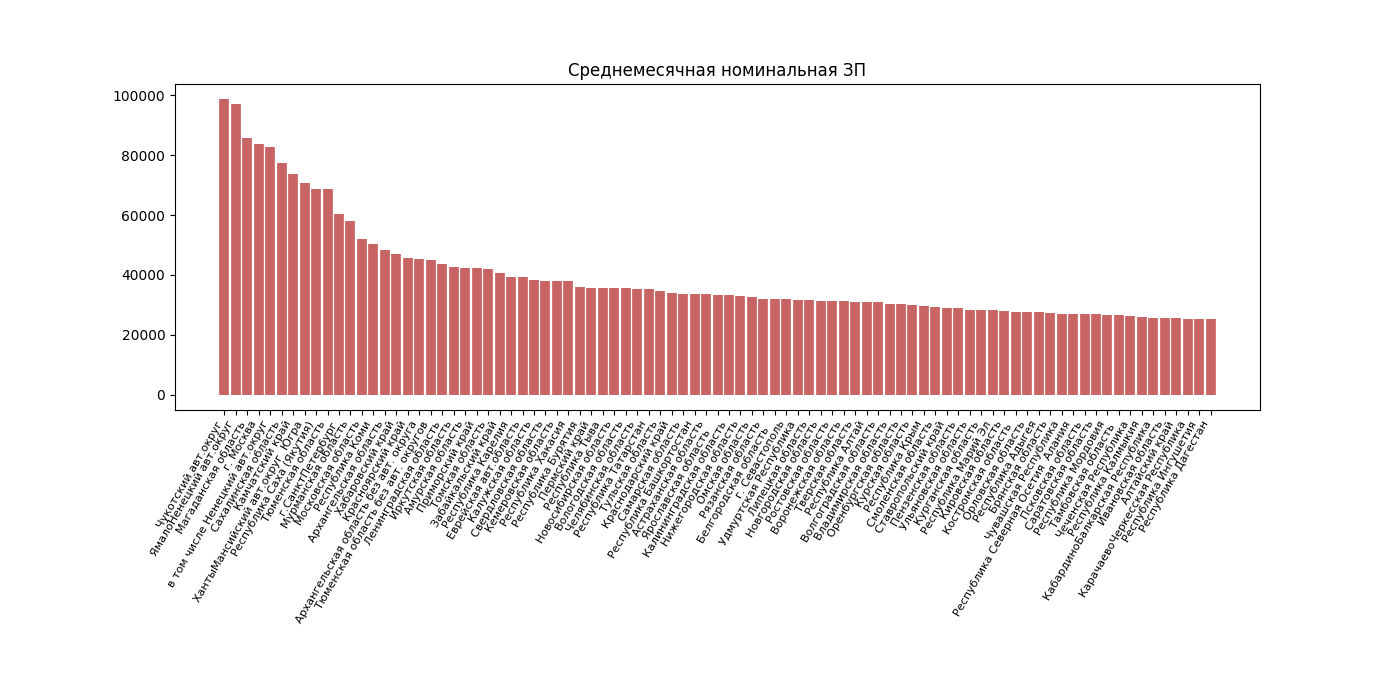 Среднемесячная номинальная ЗП
100000
80000
60000
40000
20000
0
Чукотский авт.округ
Ямало­Ненецкий авт.округ
Магаданская область
г. Москва
в том числе Ненецкий авт.округ
Сахалинская область
Камчатский край
Ханты­Мансийский авт.округ­Югра
Республика Саха (Якутия)
Тюменская область
г.Санкт­Петербург
Мурманская область
Московская область
Республика Коми
Архангельская область
Хабаровский край
Красноярский край
Архангельская область без авт. округа
Тюменская область без авт. округов
Ленинградская область
Иркутская область
Амурская область
Приморский край
Томская область
Забайкальский край
Республика Карелия
Еврейская авт.область
Калужская область
Свердловская область
Кемеровская область
Республика Хакасия
Республика Бурятия
Пермский край
Республика Тыва
Новосибирская область
Вологодская область
Челябинская область
Республика Татарстан
Тульская область
Краснодарский край
Самарская область
Республика Башкортостан
Астраханская область
Ярославская область
Калининградская область
Нижегородская область
Омская область
Рязанская область
Белгородская область
г. Севастополь
Удмуртская Республика
Липецкая область
Новгородская область
Ростовская область
Воронежская область
Тверская область
Республика Алтай
Волгоградская область
Владимирская область
Оренбургская область
Курская область
Республика Крым
Смоленская область
Ставропольский край
Пензенская область
Ульяновская область
Курганская область
Республика Марий Эл
Кировская область
Орловская область
Костромская область
Республика Адыгея
Брянская область
Чувашская Республика
Республика Северная Осетия­ Алания
Псковская область
Саратовская область
Республика Мордовия
Тамбовская область
Чеченская Республика
Республика Калмыкия
Кабардино­Балкарская Республика
Ивановская область
Алтайский край
Карачаево­Черкесская Республика
Республика Ингушетия
Республика Дагестан